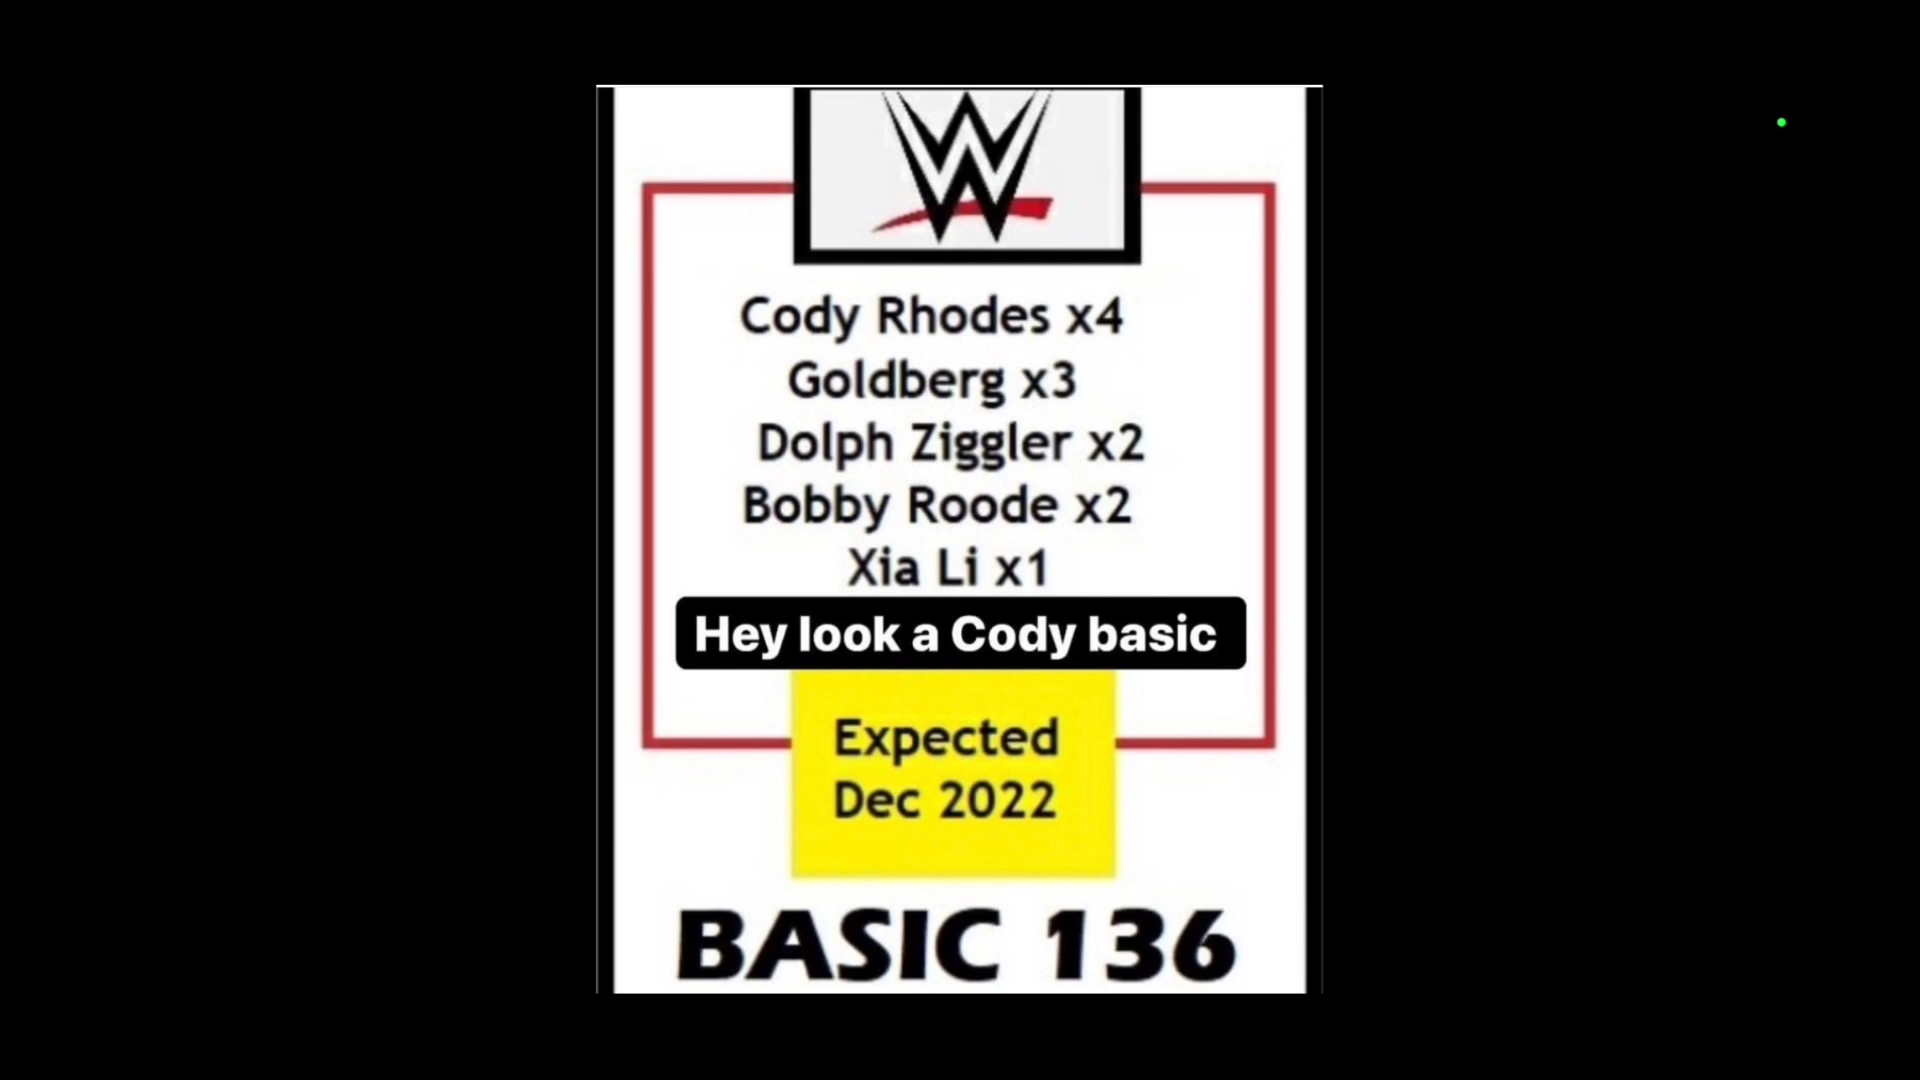 W
Cody Rhodes x4
Goldberg x3
Dolph Ziggler x2
Bobby Roode x2
Xia Li x1
Hey look a Cody basic
Expected
Dec 2022
BASIC 136